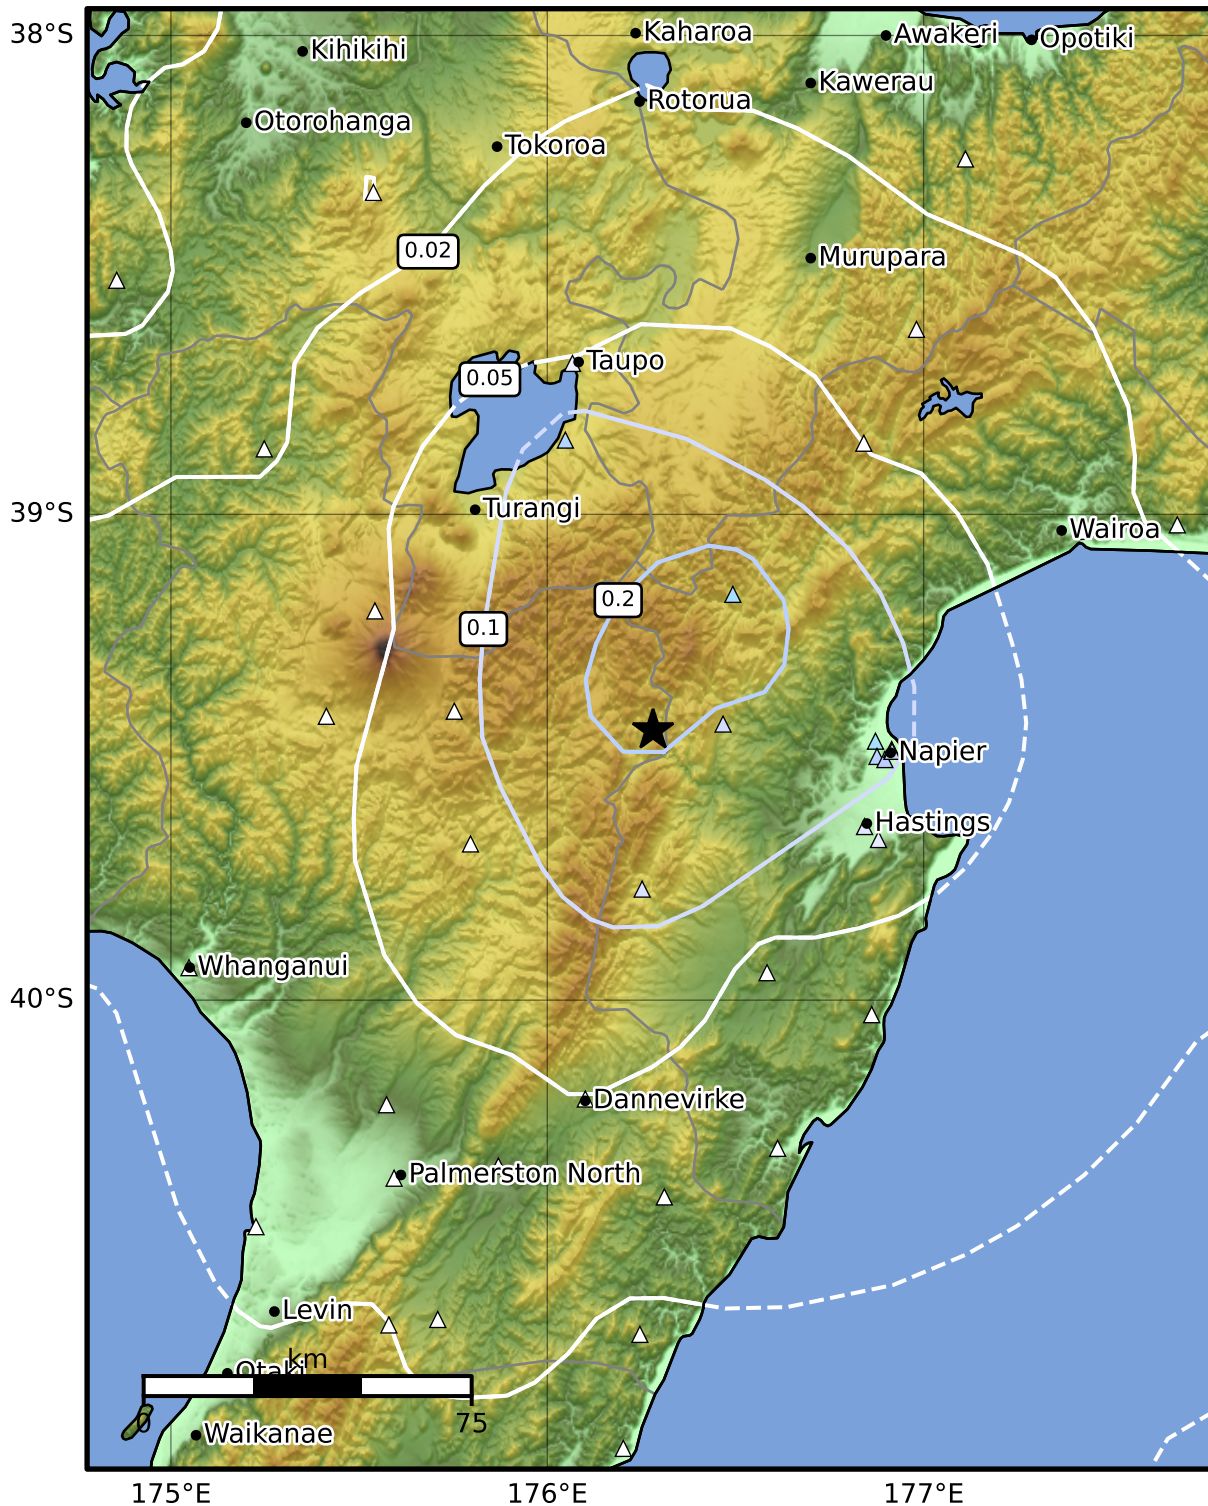 38°S
Kihikihi
Kaharoa
Awakeri
Opotiki
Kawerau
Rotorua
Otorohanga
Tokoroa
0.02
Murupara
Taupo
0.05
39°S
Turangi
Wairoa
0.2
0.1
Napier
Hastings
Whanganui
40°S
Dannevirke
Palmerston North
Levin
km
Otaki
0
75
Waikanae
175°E
176°E
177°E